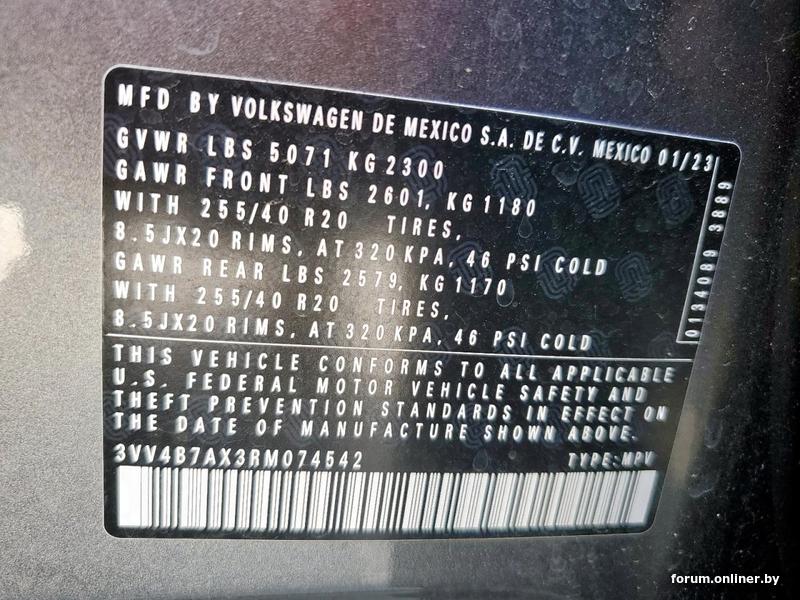 MFD BY VOLKSWAGEN DE MEXICO S.A. DE C.V. MEXICO 01/23
GVWR LBS 5071 KG 2300
GAWR FRONT LBS 2601, KG 1180
WITH 255/40 R20 TIRES,
8.5JX20 RIMS, AT 320 KPA, 46 PSI COLD
GAWR REAR LBS 2579, KG 1170
WITH 255/40 R20 TIRES,
8.5JX20 RIMS, AT 320 KPA, 46 PSI COLD
0134089 3889
THIS VEHICLE CONFORMS TO ALL APPLICABLE
U.S. FEDERAL MOTOR VEHICLE SAFETY AND
THEFT PREVENTION STANDARDS IN EFFECT ON
THE DATE OF MANUFACTURE SHOWN ABOVE.
3VV4B7AX3RM074542 TYPE:MPV
forum.onliner.by